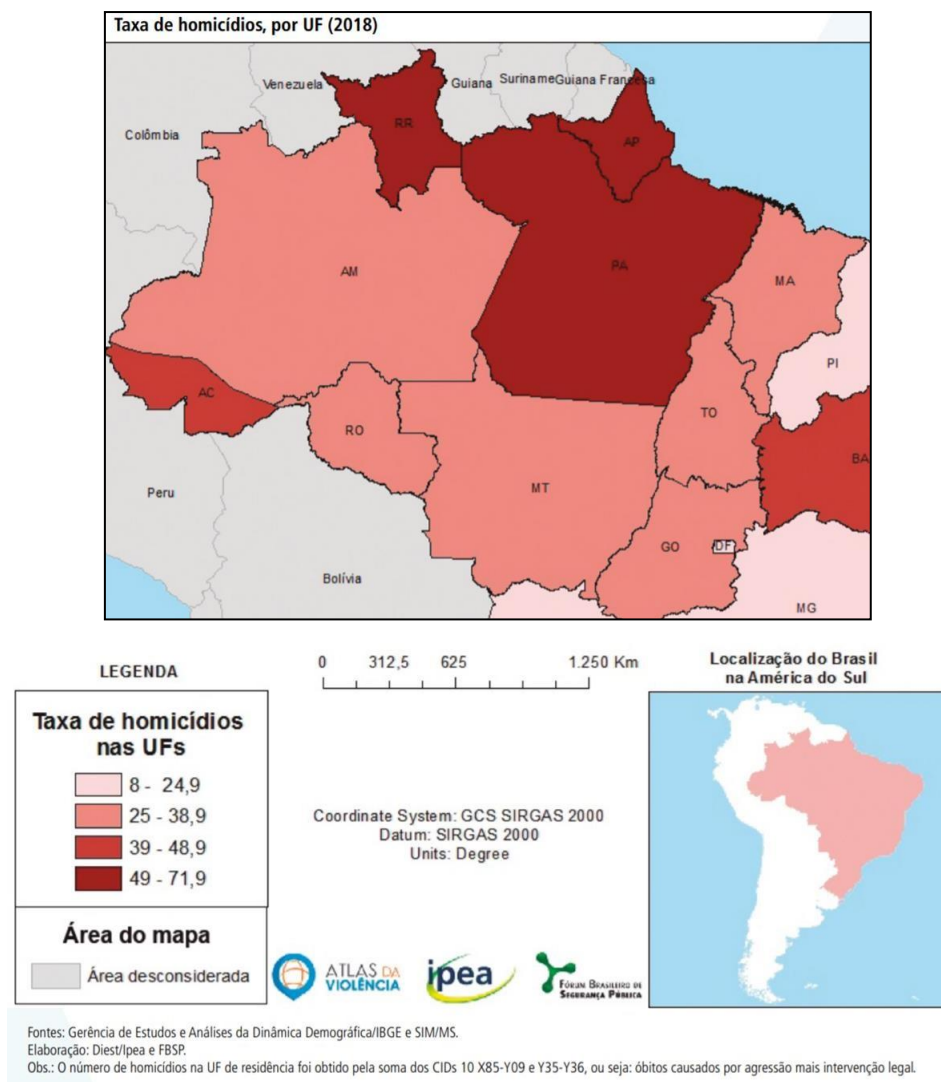 Taxa de homicídios, por UF (2018)
Venezuela
Guiana
Suriname
Guiana Francesa
Colômbia
RR
AP
AM
PA
MA
PI
AC
RO
TO
BA
Peru
MT
GO
DF
Bolívia
MG
LEGENDA
Taxa de homicídios
nas UFs
8 - 24,9
25 - 38,9
39 - 48,9
49 - 71,9
Área do mapa
Área desconsiderada
0 312,5 625 1.250 Km
Coordinate System: GCS SIRGAS 2000
Datum: SIRGAS 2000
Units: Degree
ATLAS DA
VIOLÊNCIA
ipea
FÓRUM BRASILEIRO DE
SEGURANÇA PÚBLICA
Localização do Brasil
na América do Sul
Fontes: Gerência de Estudos e Análises da Dinâmica Demográfica/IBGE e SIM/MS.
Elaboração: Diest/Ipea e FBSP.
Obs.: O número de homicídios na UF de residência foi obtido pela soma dos CIDs 10 X85-Y09 e Y35-Y36, ou seja: óbitos causados por agressão mais intervenção legal.